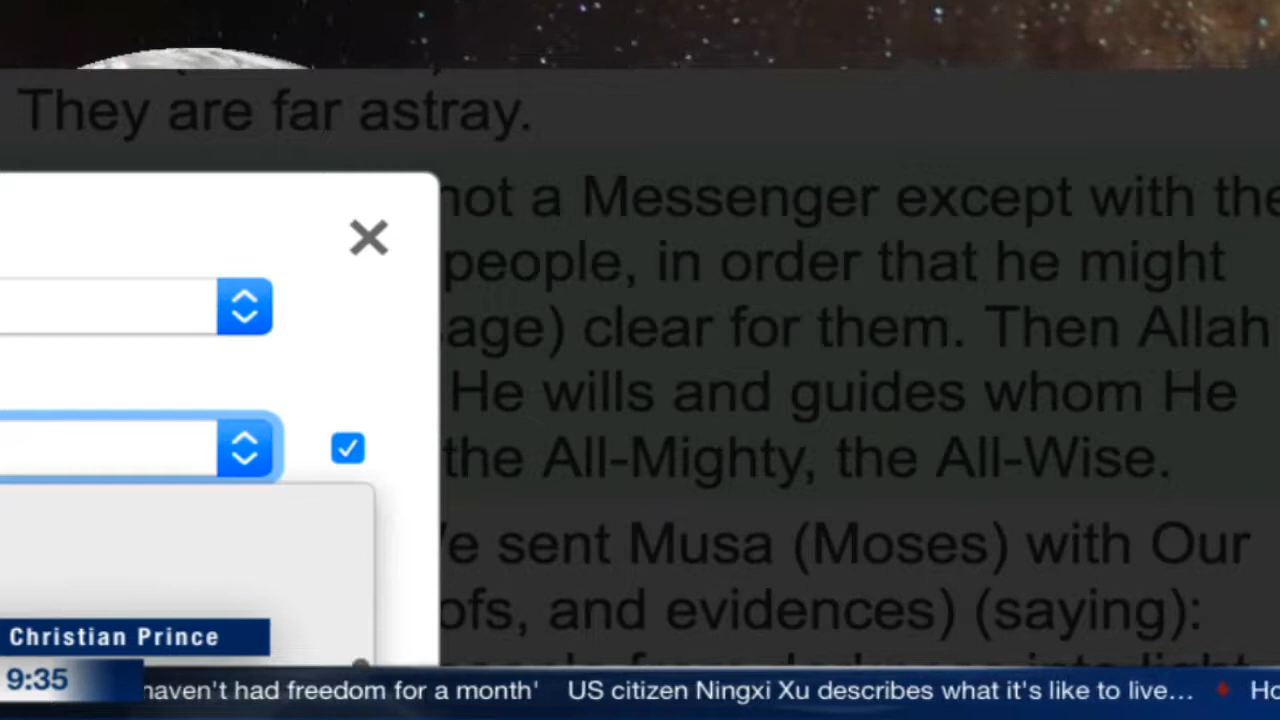 They are far astray.
not a Messenger except with the
people, in order that he might
sage) clear for them. Then Allah
He wills and guides whom He
the All-Mighty, the All-Wise.
We sent Musa (Moses) with Our
ofs, and evidences) (saying):
Christian Prince
9:35
haven't had freedom for a month' US citizen Ningxi Xu describes what it's like to live… Ho